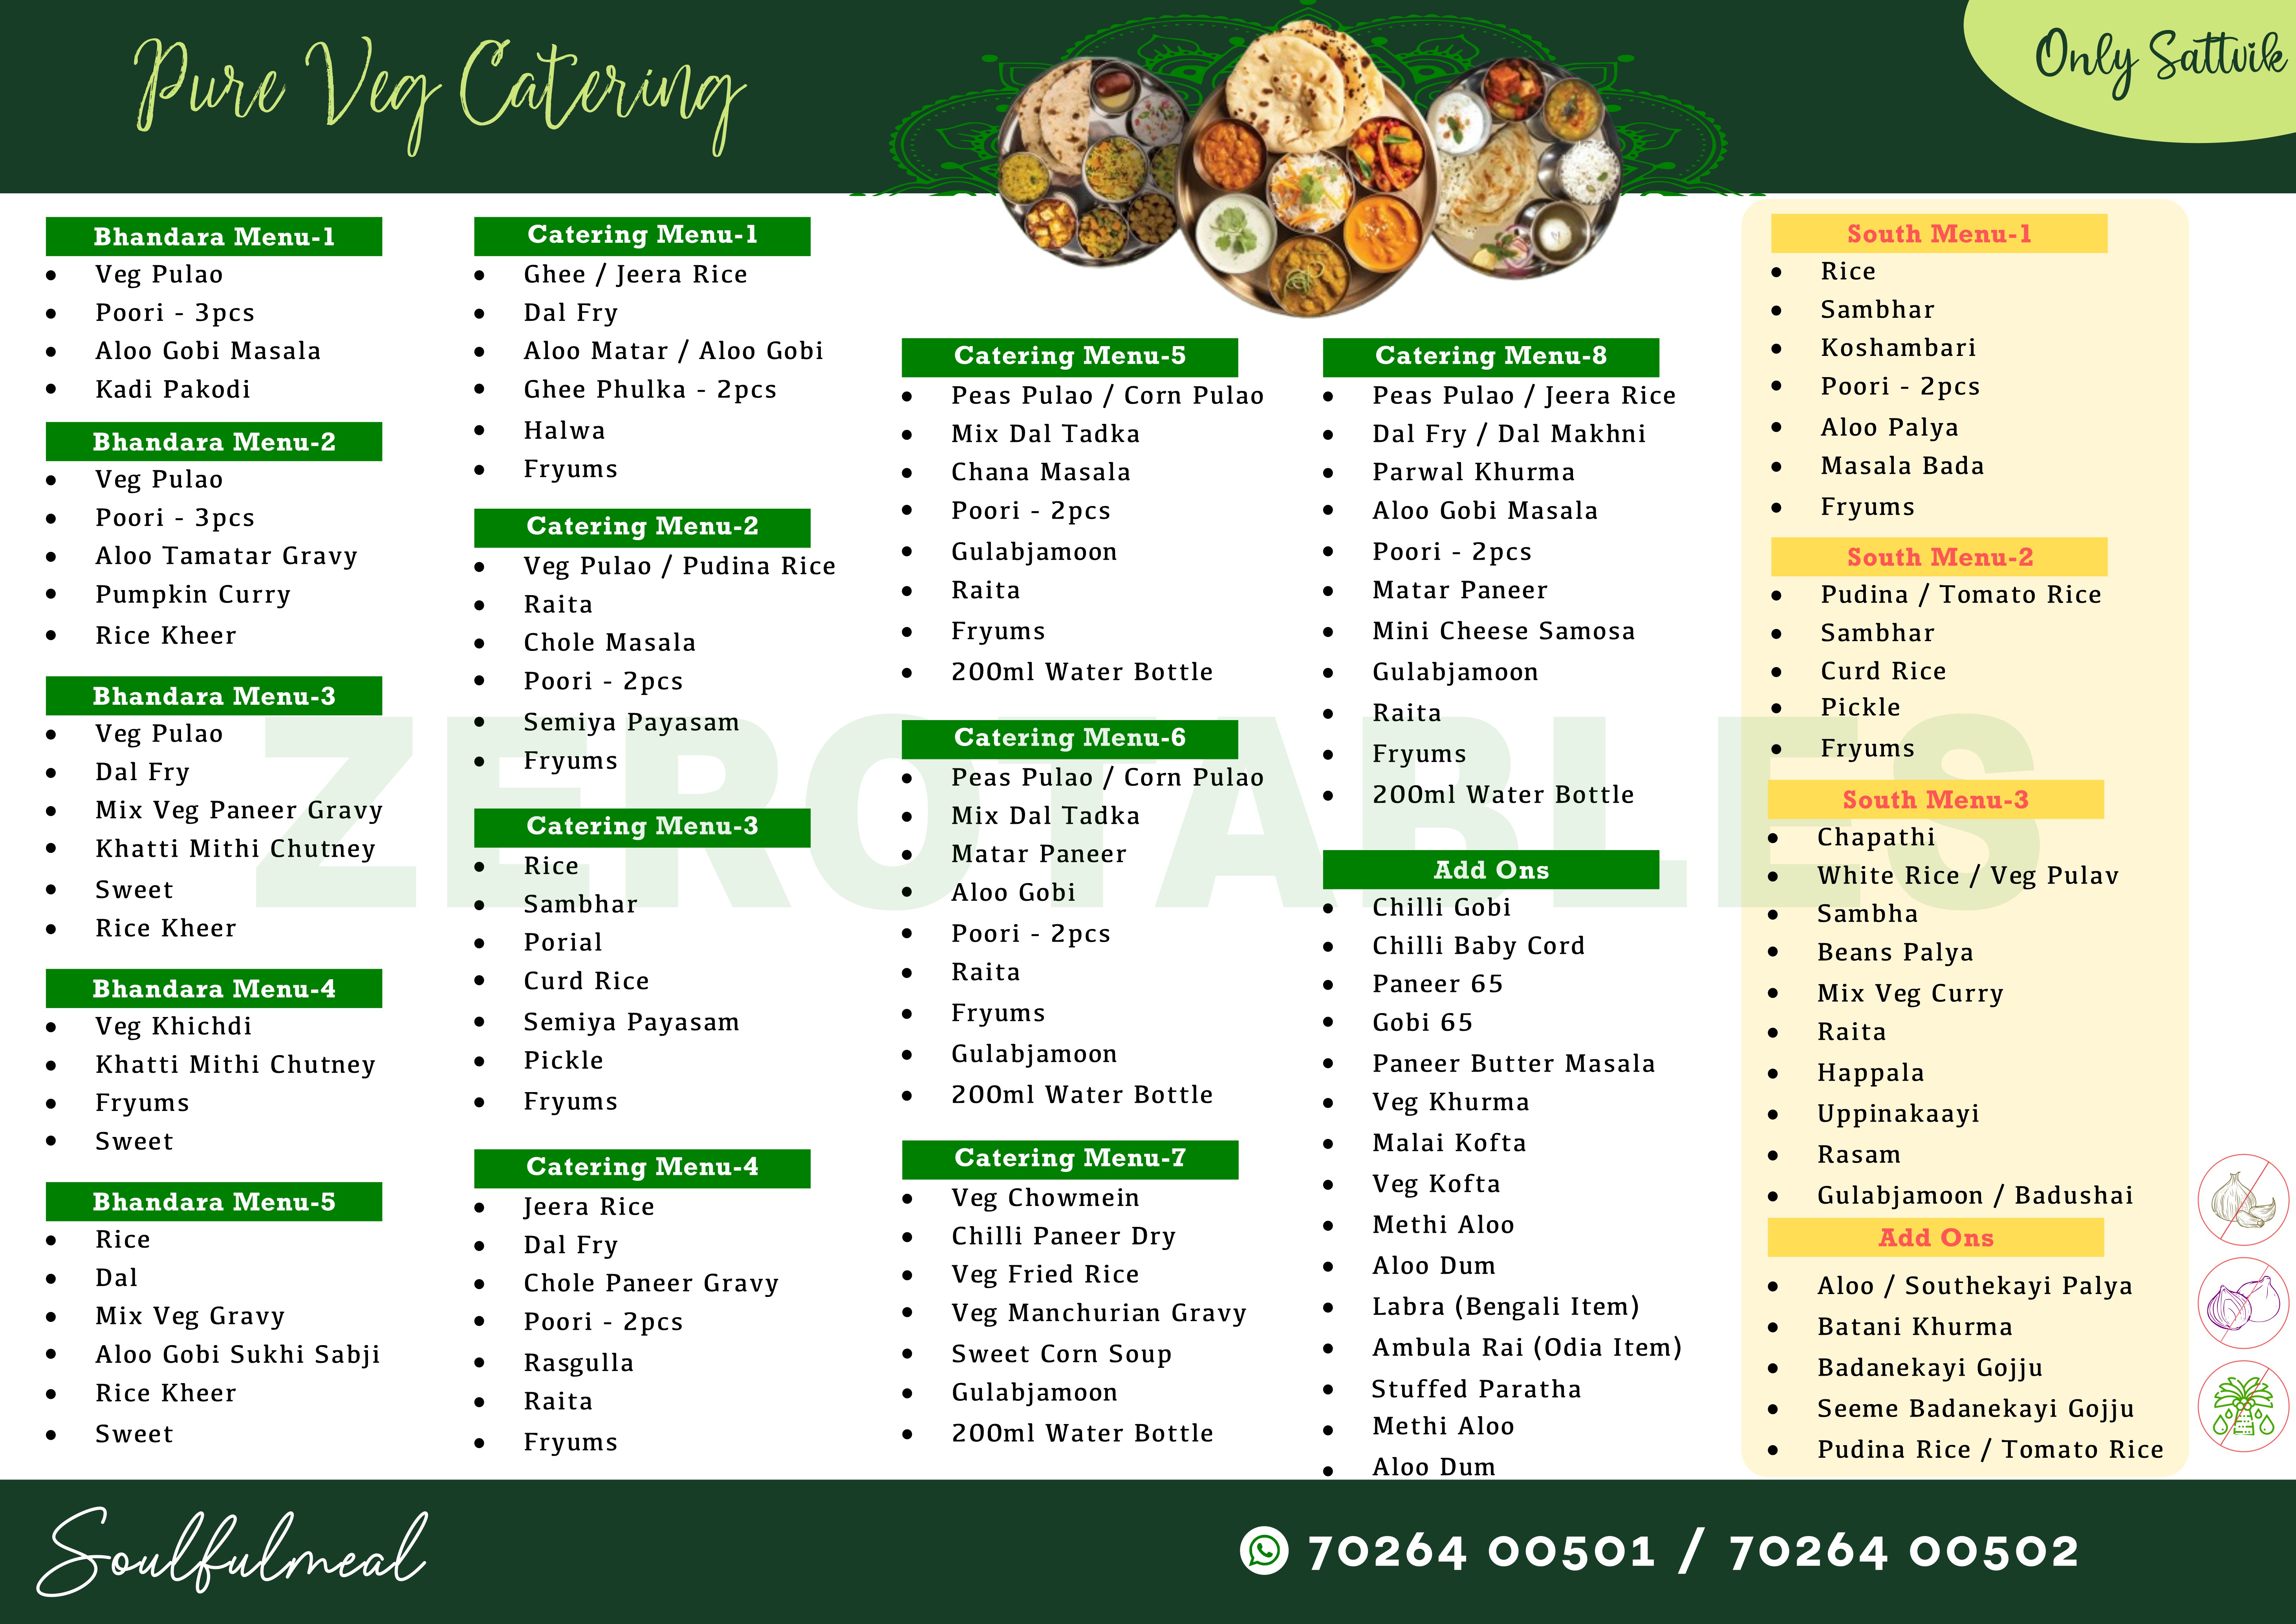 Pure Veg Catering
Only Sattvik
Bhandara Menu-1
Veg Pulao
Poori - 3pcs
Aloo Gobi Masala
Kadi Pakodi
Bhandara Menu-2
Veg Pulao
Poori - 3pcs
Aloo Tamatar Gravy
Pumpkin Curry
Rice Kheer
Bhandara Menu-3
Veg Pulao
Dal Fry
Mix Veg Paneer Gravy
Khatti Mithi Chutney
Sweet
Rice Kheer
Bhandara Menu-4
Veg Khichdi
Khatti Mithi Chutney
Fryums
Sweet
Bhandara Menu-5
Rice
Dal
Mix Veg Gravy
Aloo Gobi Sukhi Sabji
Rice Kheer
Sweet
Catering Menu-1
Ghee / Jeera Rice
Dal Fry
Aloo Matar / Aloo Gobi
Ghee Phulka - 2pcs
Halwa
Fryums
Catering Menu-2
Veg Pulao / Pudina Rice
Raita
Chole Masala
Poori - 2pcs
Semiya Payasam
Fryums
Catering Menu-3
Rice
Sambhar
Porial
Curd Rice
Semiya Payasam
Pickle
Fryums
Catering Menu-4
Jeera Rice
Dal Fry
Chole Paneer Gravy
Poori - 2pcs
Rasgulla
Raita
Fryums
Catering Menu-5
Peas Pulao / Corn Pulao
Mix Dal Tadka
Chana Masala
Poori - 2pcs
Gulabjamoon
Raita
Fryums
200ml Water Bottle
Catering Menu-6
Peas Pulao / Corn Pulao
Mix Dal Tadka
Matar Paneer
Aloo Gobi
Poori - 2pcs
Raita
Fryums
Gulabjamoon
200ml Water Bottle
Catering Menu-7
Veg Chowmein
Chilli Paneer Dry
Veg Fried Rice
Veg Manchurian Gravy
Sweet Corn Soup
Gulabjamoon
200ml Water Bottle
Catering Menu-8
Peas Pulao / Jeera Rice
Dal Fry / Dal Makhni
Parwal Khurma
Aloo Gobi Masala
Poori - 2pcs
Matar Paneer
Mini Cheese Samosa
Gulabjamoon
Raita
Fryums
200ml Water Bottle
Add Ons
Chilli Gobi
Chilli Baby Cord
Paneer 65
Gobi 65
Paneer Butter Masala
Veg Khurma
Malai Kofta
Veg Kofta
Methi Aloo
Aloo Dum
Labra (Bengali Item)
Ambula Rai (Odia Item)
Stuffed Paratha
Methi Aloo
Aloo Dum
South Menu-1
Rice
Sambhar
Koshambari
Poori - 2pcs
Aloo Palya
Masala Bada
Fryums
South Menu-2
Pudina / Tomato Rice
Sambhar
Curd Rice
Pickle
Fryums
South Menu-3
Chapathi
White Rice / Veg Pulav
Sambha
Beans Palya
Mix Veg Curry
Raita
Happala
Uppinakaayi
Rasam
Gulabjamoon / Badushai
Add Ons
Aloo / Southekayi Palya
Batani Khurma
Badanekayi Gojju
Seeme Badanekayi Gojju
Pudina Rice / Tomato Rice
ZEROTABLES
Soulfulmeal
70264 00501 / 70264 00502